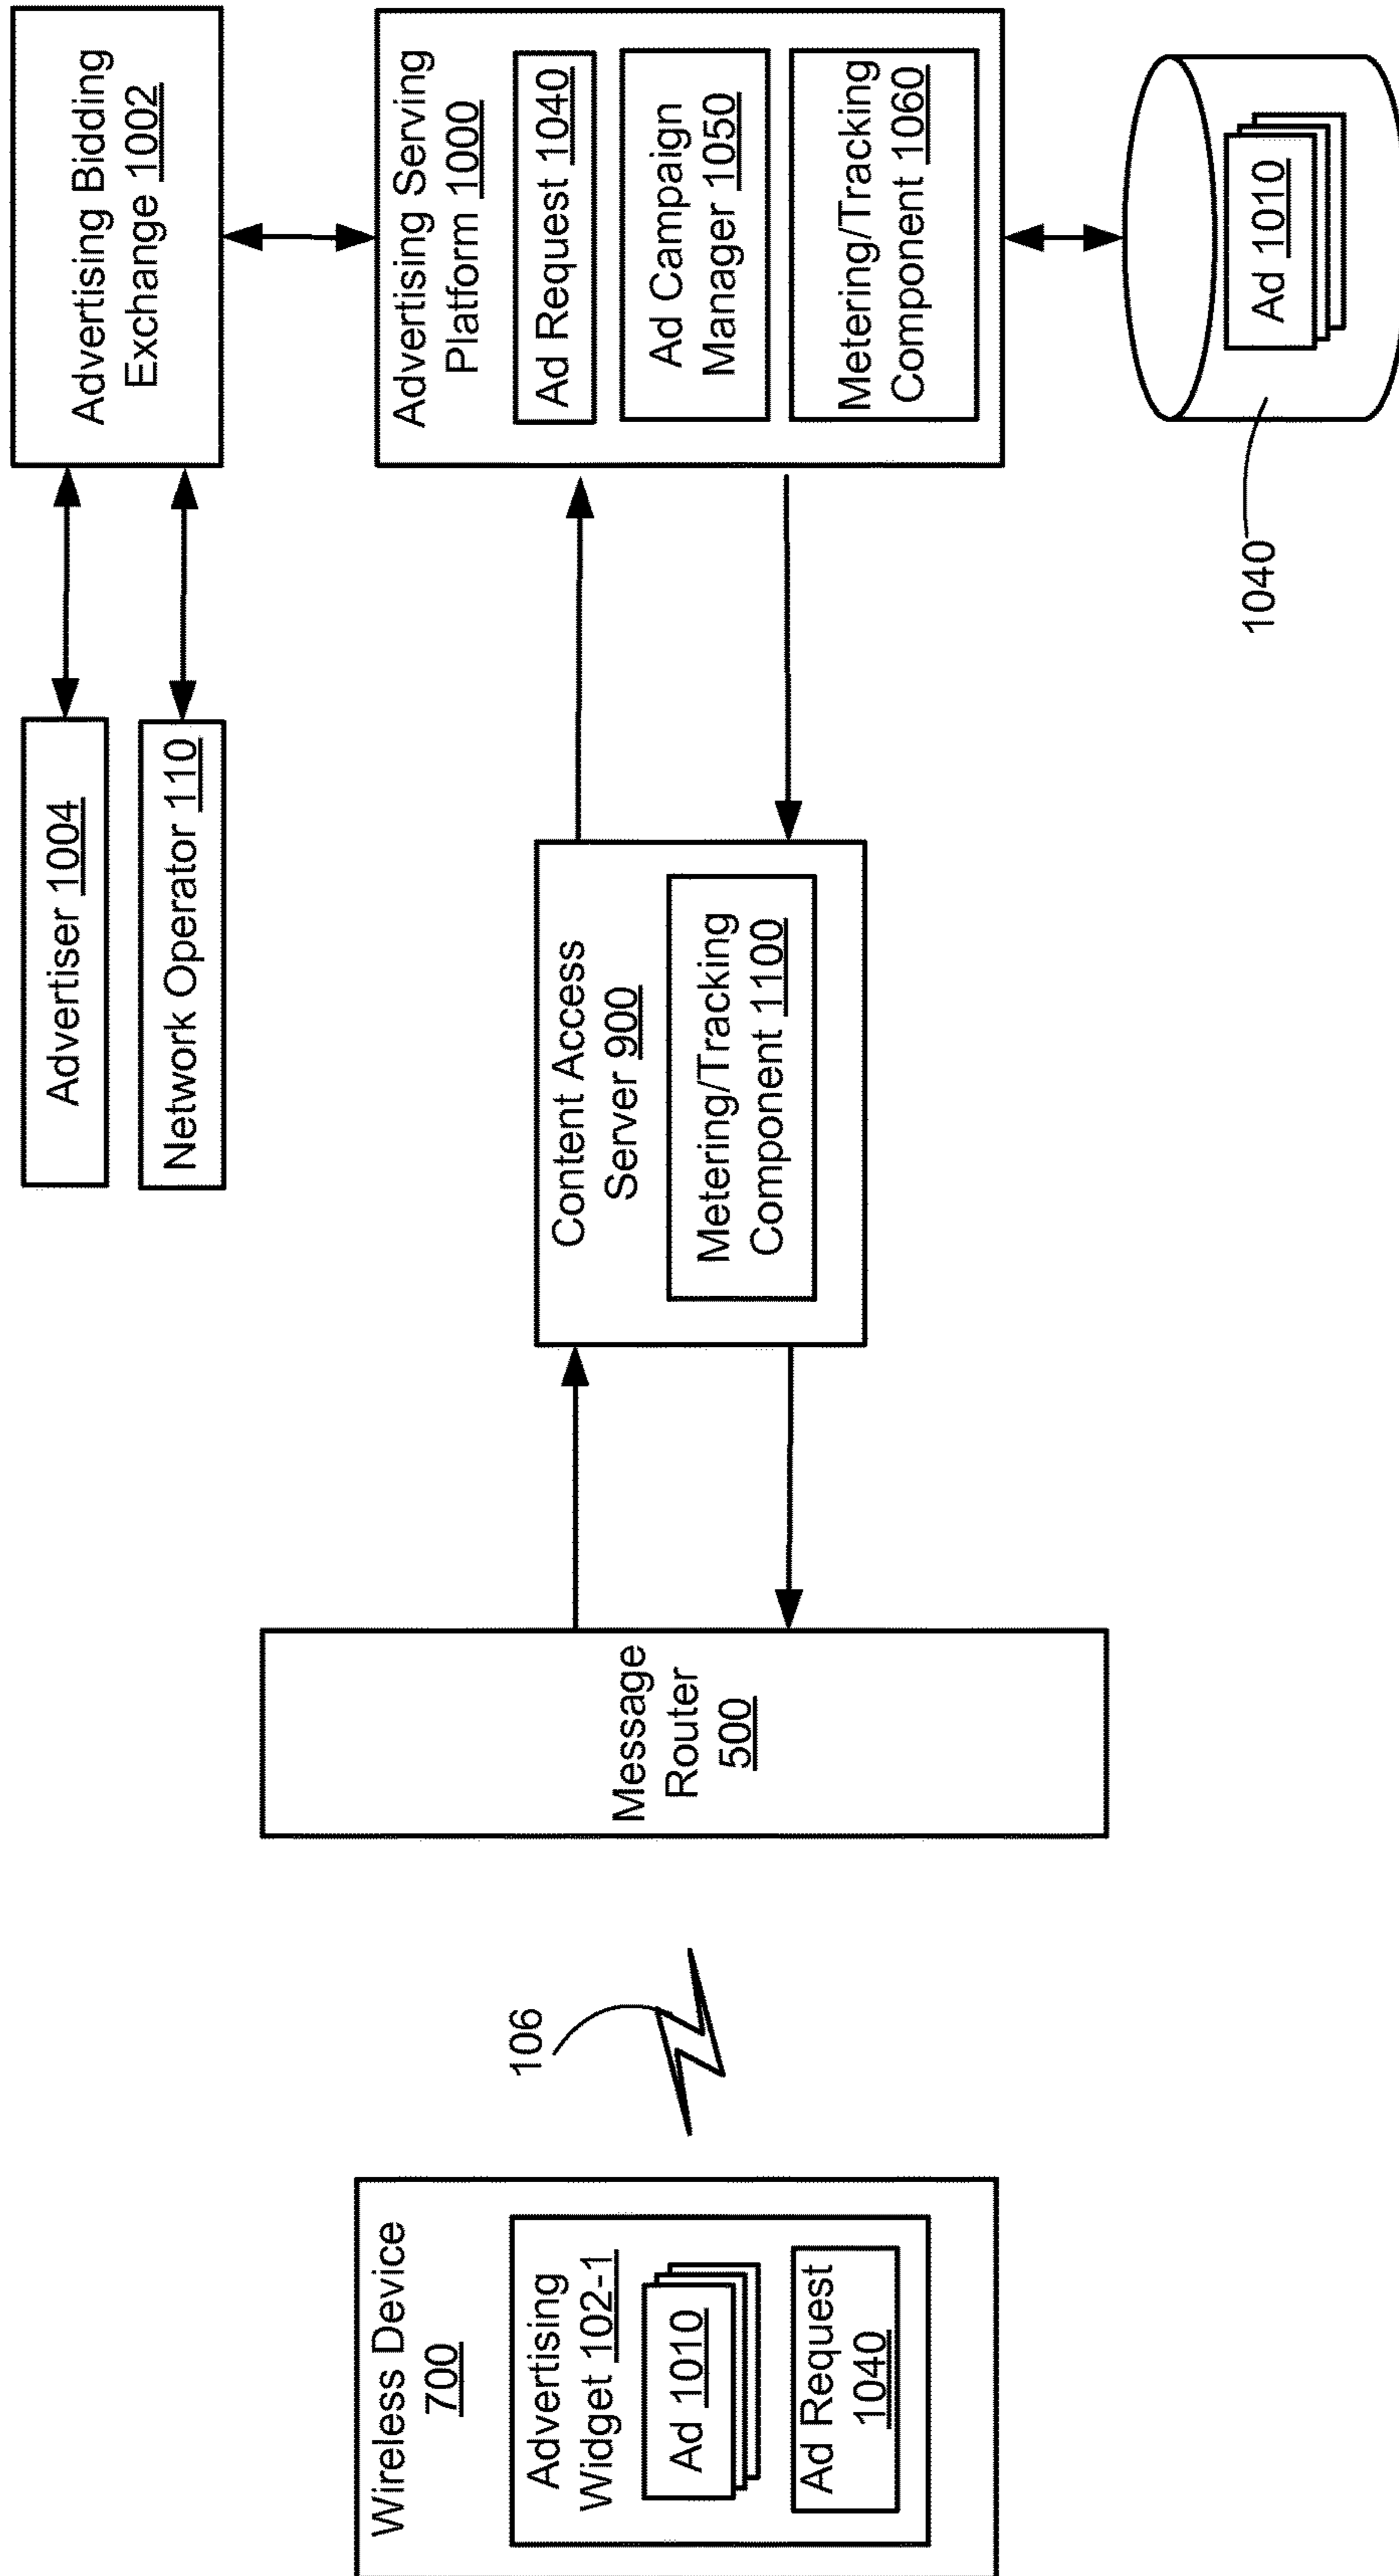 Wireless Device
700
Advertising
Widget 102-1
Ad 1010
Ad Request
1040
106
Message
Router
500
Content Access
Server 900
Metering/Tracking
Component 1100
Advertiser 1004
Network Operator 110
Advertising Bidding
Exchange 1002
Advertising Serving
Platform 1000
Ad Request 1040
Ad Campaign
Manager 1050
Metering/Tracking
Component 1060
Ad 1010
1040